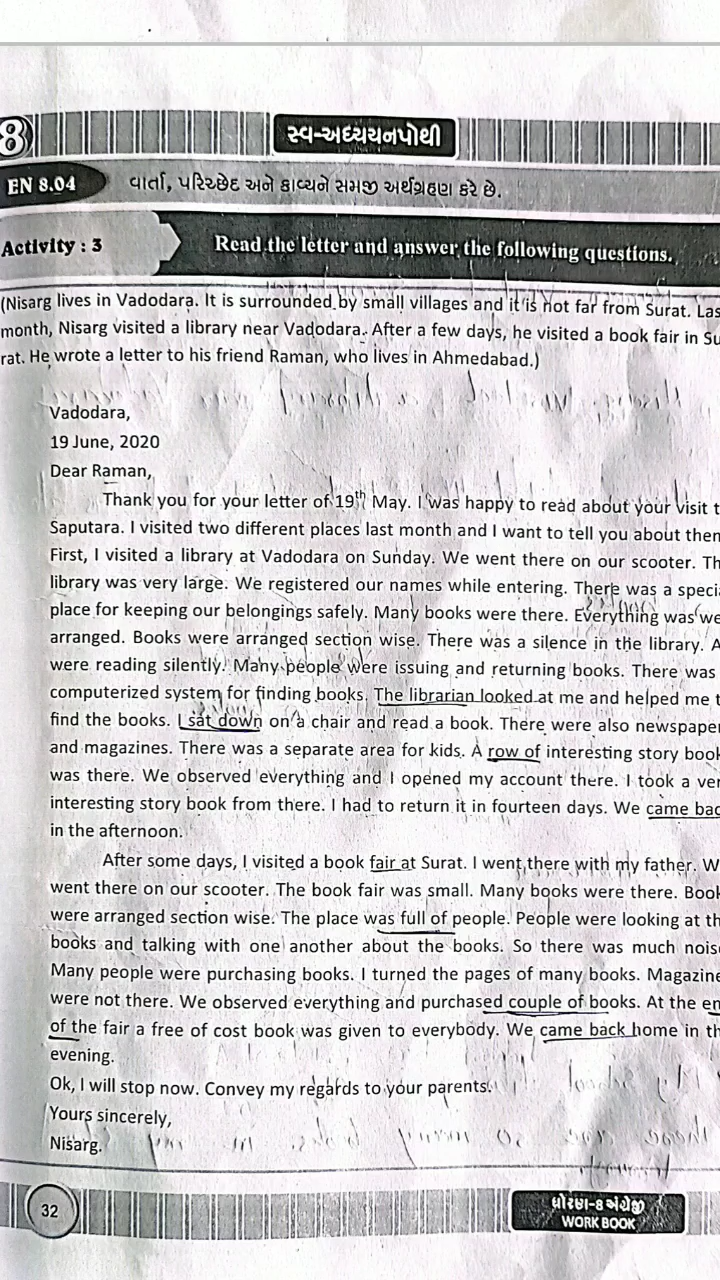 8
સ્વ-અધ્યયનપોથી
EN 8.04
વાર્તા, પરિચ્છેદ અને કાવ્યને સમજી અર્થગ્રહણ કરે છે.
Activity : 3
Read the letter and answer the following questions.
(Nisarg lives in Vadodara. It is surrounded by small villages and it is not far from Surat. Las
month, Nisarg visited a library near Vadodara. After a few days, he visited a book fair in Su
rat. He wrote a letter to his friend Raman, who lives in Ahmedabad.)
Vadodara,
19 June, 2020
Dear Raman,
Thank you for your letter of 19th May. I was happy to read about your visit t
Saputara. I visited two different places last month and I want to tell you about them
First, I visited a library at Vadodara on Sunday. We went there on our scooter. Th
library was very large. We registered our names while entering. There was a specia
place for keeping our belongings safely. Many books were there. Everything was we
arranged. Books were arranged section wise. There was a silence in the library. A
were reading silently. Many people were issuing and returning books. There was
computerized system for finding books. The librarian looked at me and helped me t
find the books. I sat down on a chair and read a book. There were also newspaper
and magazines. There was a separate area for kids. A row of interesting story book
was there. We observed everything and I opened my account there. I took a ver
interesting story book from there. I had to return it in fourteen days. We came bac
in the afternoon.
After some days, I visited a book fair at Surat. I went there with my father. W
went there on our scooter. The book fair was small. Many books were there. Book
were arranged section wise. The place was full of people. People were looking at th
books and talking with one another about the books. So there was much noise
Many people were purchasing books. I turned the pages of many books. Magazine
were not there. We observed everything and purchased couple of books. At the en
of the fair a free of cost book was given to everybody. We came back home in th
evening.
Ok, I will stop now. Convey my regards to your parents.
Yours sincerely,
Nisarg.
32
ધોરણ-8 અંગ્રેજી
WORK BOOK